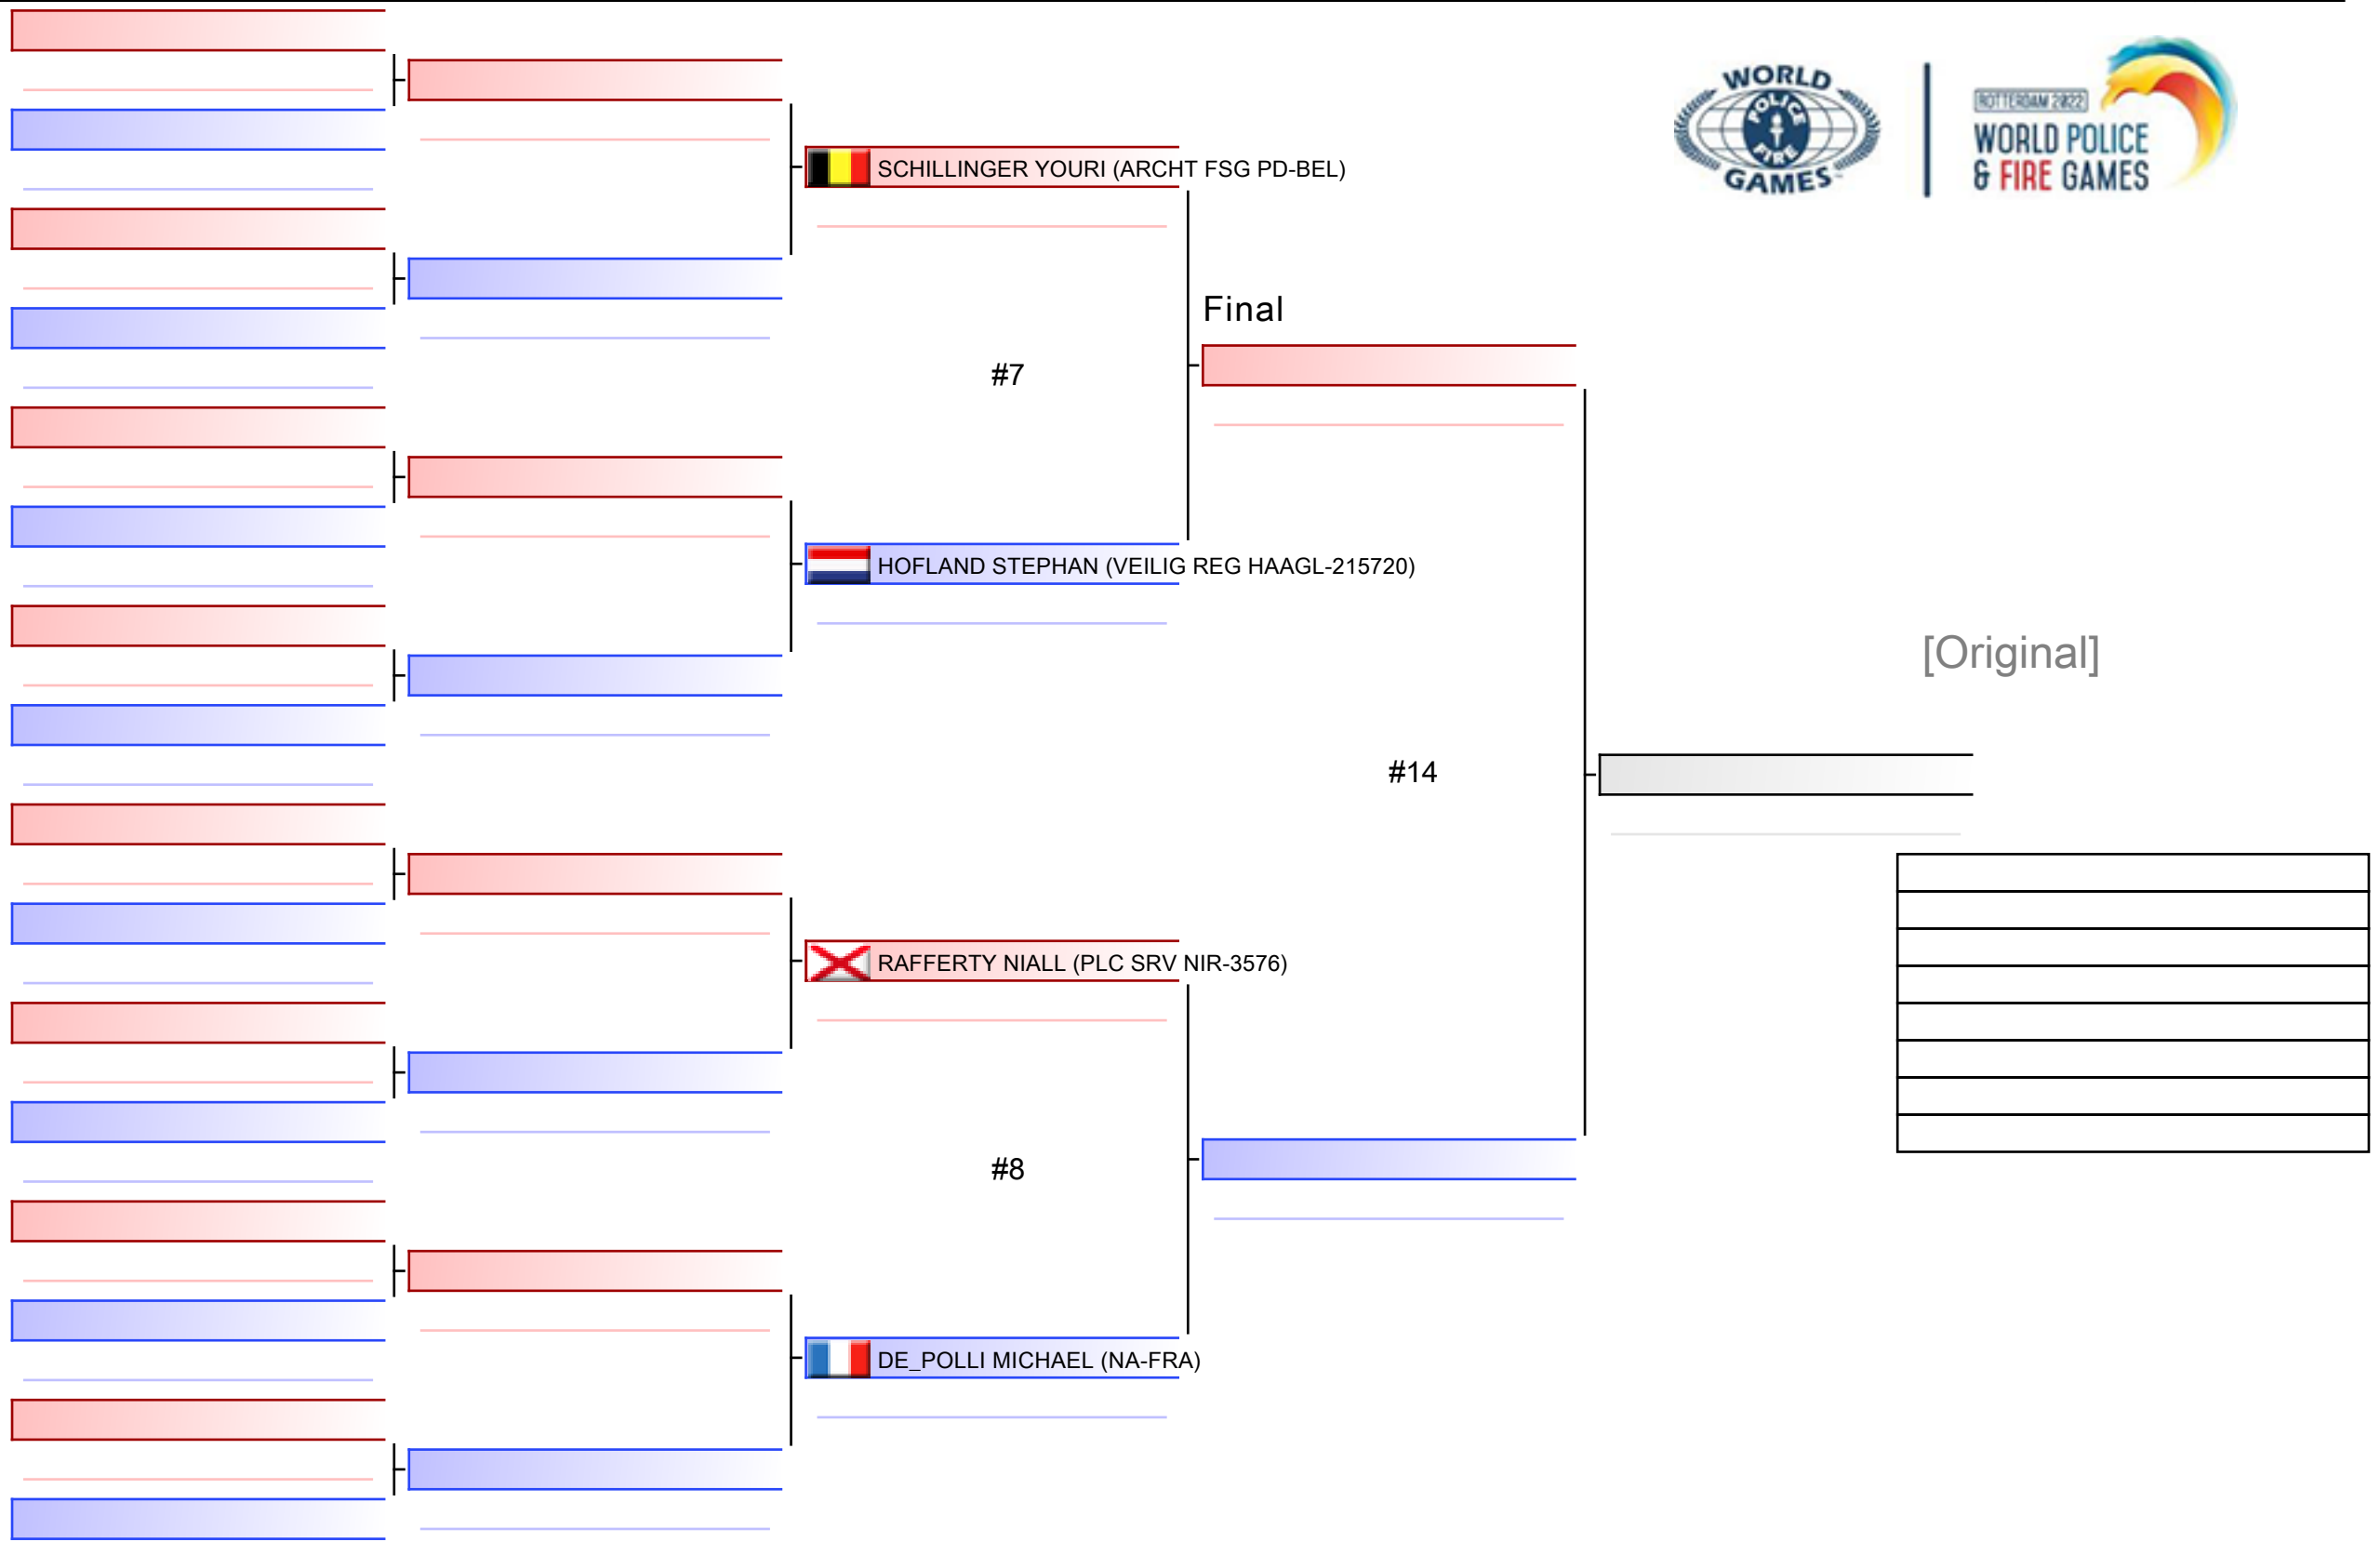 WORLD
POLICE
FIRE
GAMES
ROTTERDAM 2022
WORLD POLICE
& FIRE GAMES
SCHILLINGER YOURI (ARCHT FSG PD-BEL)
Final
#7
HOFLAND STEPHAN (VEILIG REG HAAGL-215720)
[Original]
#14
RAFFERTY NIALL (PLC SRV NIR-3576)
#8
DE_POLLI MICHAEL (NA-FRA)